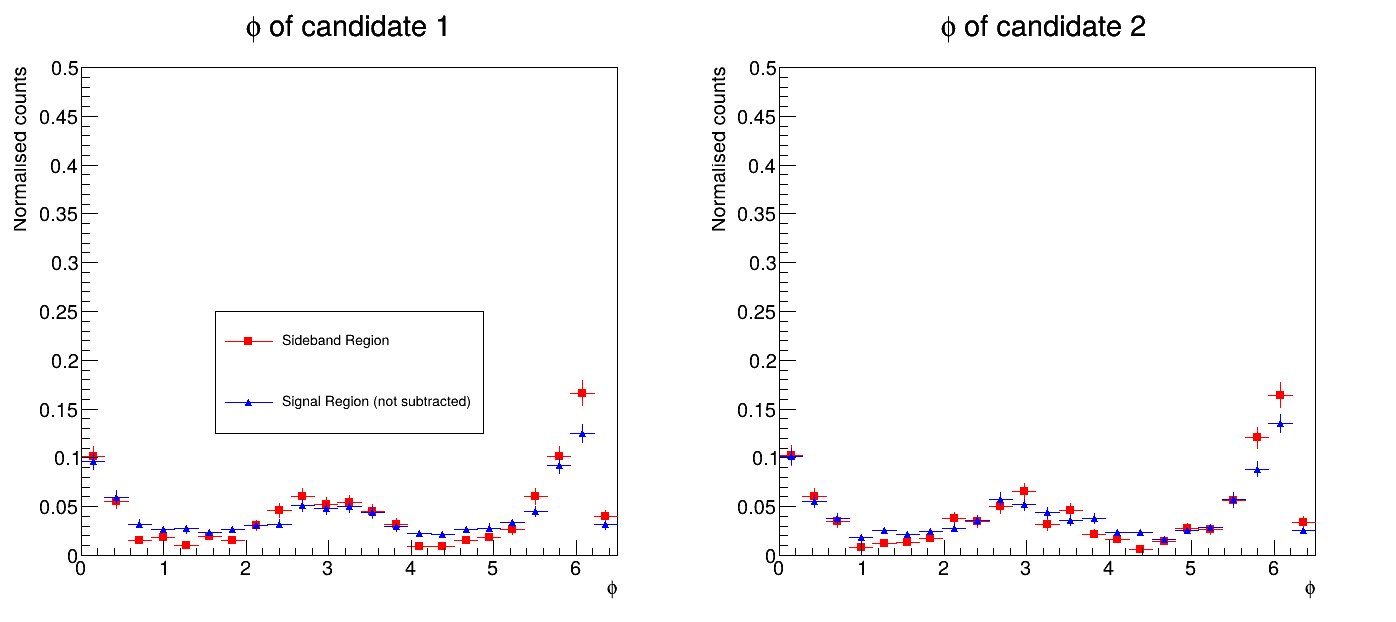 ϕ of candidate 1
Normalised counts
0.5
0.45
0.4
0.35
0.3
0.25
0.2
0.15
0.1
0.05
0
0 1 2 3 4 5 6
ϕ
Sideband Region
Signal Region (not subtracted)
ϕ of candidate 2
Normalised counts
0.5
0.45
0.4
0.35
0.3
0.25
0.2
0.15
0.1
0.05
0
0 1 2 3 4 5 6
ϕ